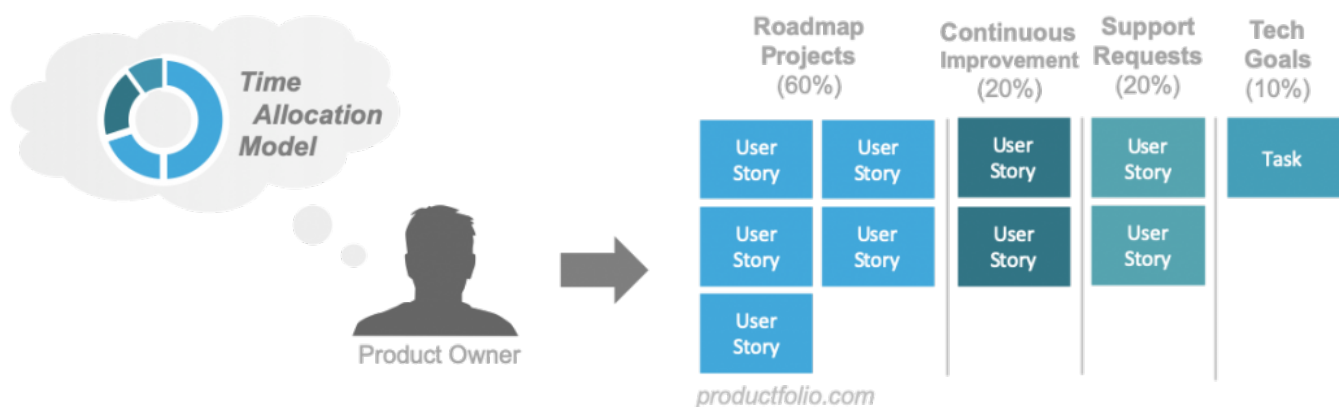 Time
Allocation
Model
Product Owner
Roadmap
Projects
(60%)
Continuous
Improvement
(20%)
Support
Requests
(20%)
Tech
Goals
(10%)
User
Story
User
Story
User
Story
User
Story
Task
User
Story
User
Story
User
Story
User
Story
User
Story
productfolio.com